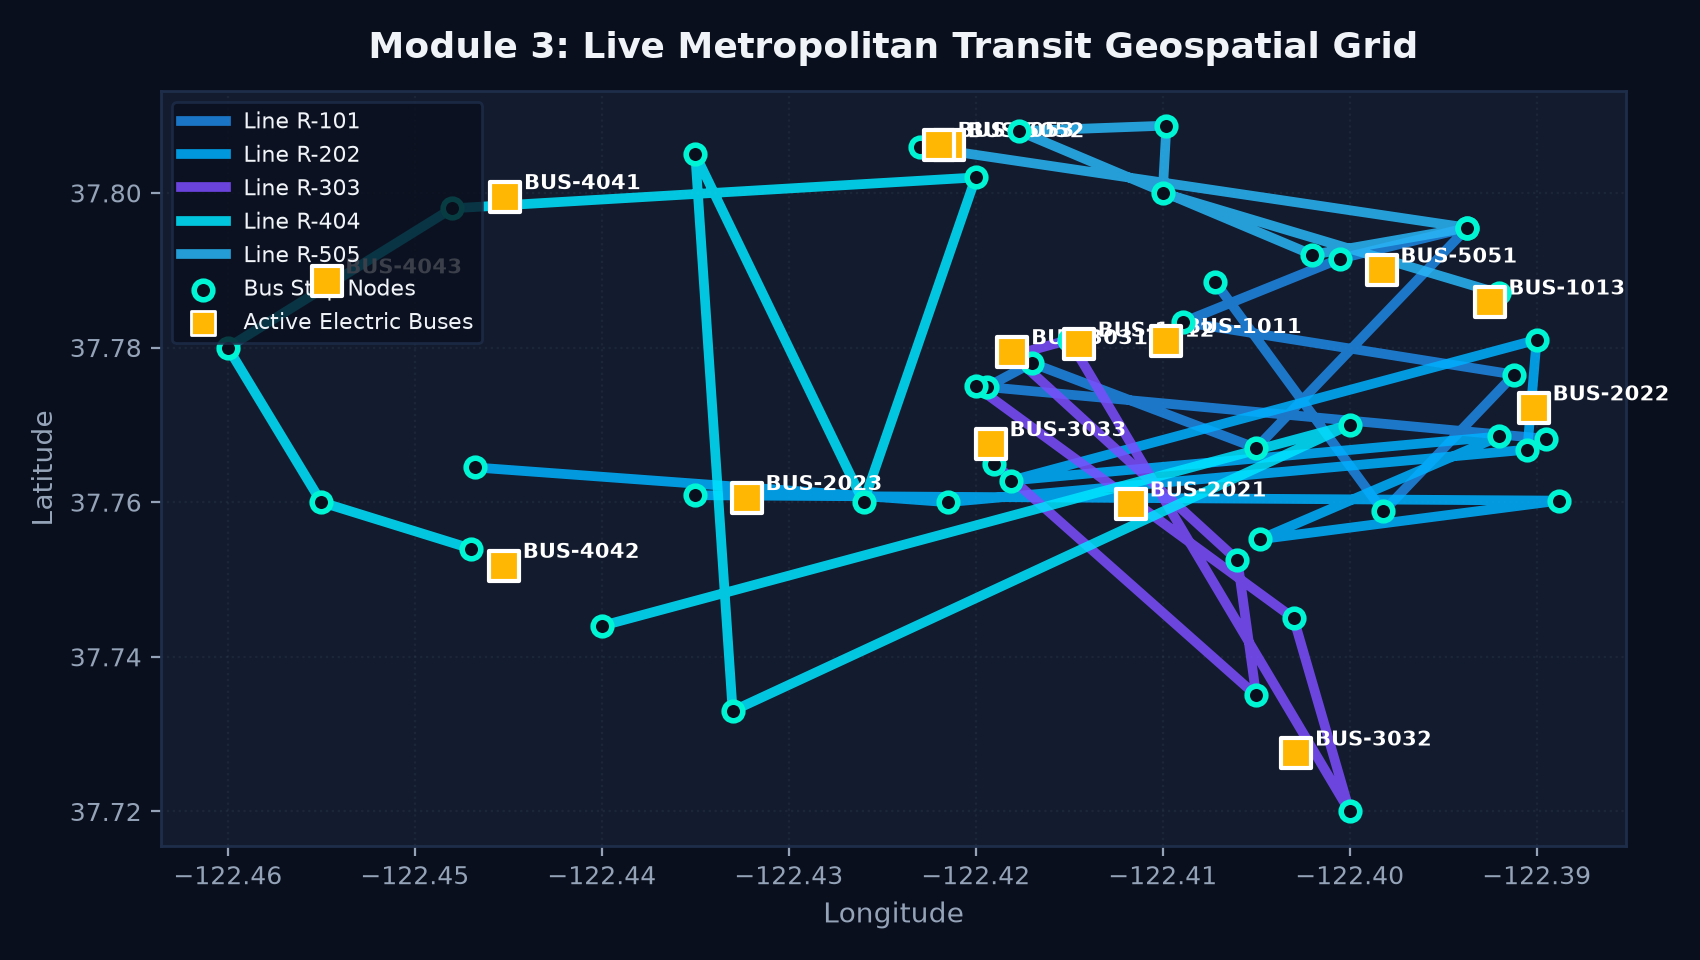 Module 3: Live Metropolitan Transit Geospatial Grid
Line R-101
Line R-202
Line R-303
Line R-404
Line R-505
Bus Stop Nodes
Active Electric Buses
BUS-4041
BUS-4043
BUS-5051
BUS-1013
BUS-1011
BUS-2022
BUS-3033
BUS-2023
BUS-2021
BUS-4042
BUS-3032
37.80
37.78
37.76
37.74
37.72
Latitude
−122.46
−122.45
−122.44
−122.43
−122.42
−122.41
−122.40
−122.39
Longitude